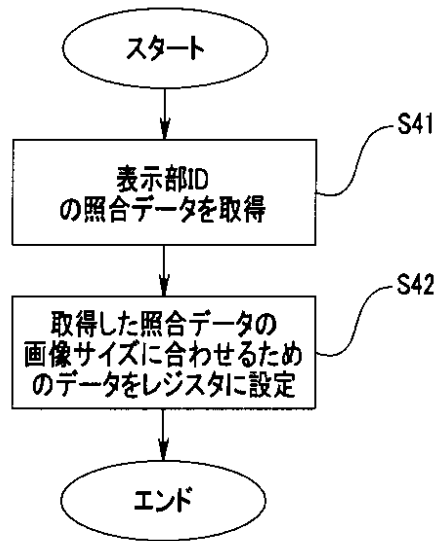 スタート
S41
表示部ID
の照合データを取得
S42
取得した照合データの
画像サイズに合わせるため
のデータをレジスタに設定
エンド